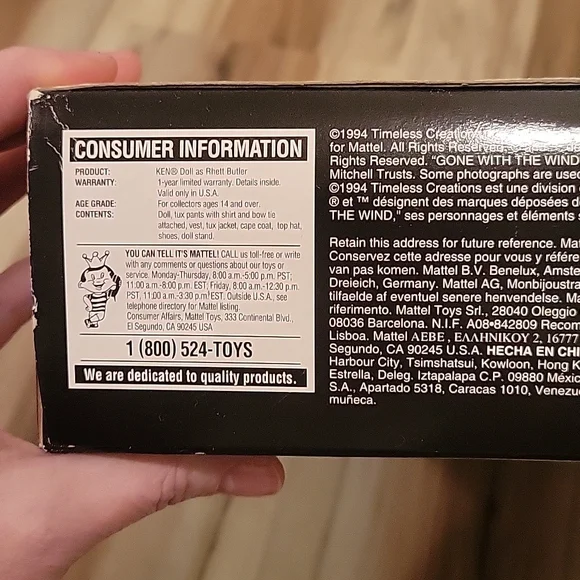 CONSUMER INFORMATION
PRODUCT: KEN® Doll as Rhett Butler
WARRANTY: 1-year limited warranty. Details inside.
Valid only in U.S.A.
AGE GRADE: For collectors ages 14 and over.
CONTENTS: Doll, tux pants with shirt and bow tie
attached, vest, tux jacket, cape coat, top hat,
shoes, doll stand.
YOU CAN TELL IT'S MATTEL! CALL us toll-free or write
with any comments or questions about our toys or
service. Monday-Thursday, 8:00 a.m.-5:00 p.m. PST;
11:00 a.m.-8:00 p.m. EST; Friday, 8:00 a.m.-12:30 p.m.
PST, 11:00 a.m.-3:30 p.m. EST. Outside U.S.A., see
telephone directory for Mattel listing.
Consumer Affairs, Mattel Toys, 333 Continental Blvd.,
El Segundo, CA 90245 USA
1 (800) 524-TOYS
We are dedicated to quality products.
©1994 Timeless Creations
for Mattel. All Rights Reserved.
Rights Reserved. "GONE WITH THE WIND
Mitchell Trusts. Some photographs are used
©1994 Timeless Creations est une division
® et ™ désignent des marques déposées d
THE WIND," ses personnages et éléments
Retain this address for future reference. Ma
Conservez cette adresse pour vous y référe
van pas komen. Mattel B.V. Benelux, Amste
Dreieich, Germany. Mattel AG, Monbijoustra
tilfaelde af eventuel senere henvendelse. Ma
riferimento. Mattel Toys Srl., 28040 Oleggio
08036 Barcelona. N.I.F. A08•842809 Recom
Lisboa. Mattel AEBE, ΕΛΛΗΝΙΚΟΥ 2, 16777
Segundo, CA 90245 U.S.A. HECHA EN CHI
Harbour City, Tsimshatsui, Kowloon, Hong K
Estrella, Deleg. Iztapalapa C.P. 09880 Méxic
S.A., Apartado 5318, Caracas 1010, Venezue
muñeca.